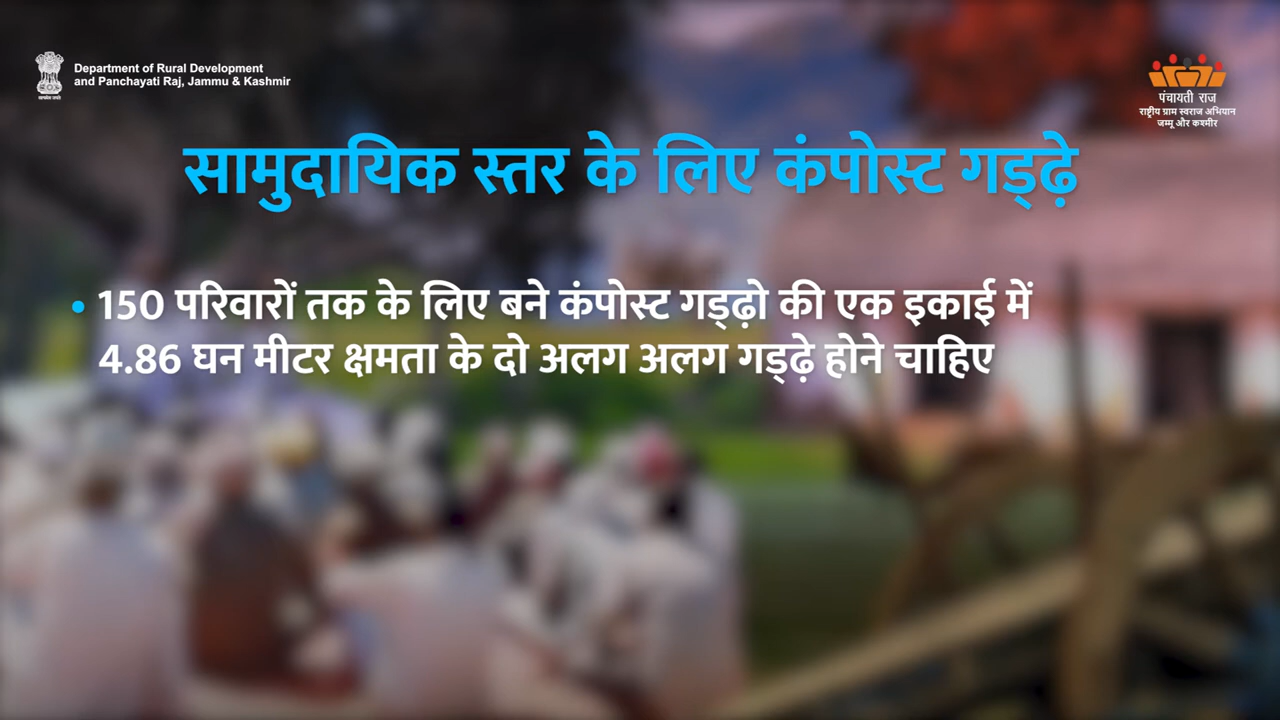 Department of Rural Development
and Panchayati Raj, Jammu & Kashmir
पंचायती राज
राष्ट्रीय ग्राम स्वराज अभियान
जम्मू और कश्मीर
सामुदायिक स्तर के लिए कंपोस्ट गड्ढ़े
• 150 परिवारों तक के लिए बने कंपोस्ट गड्ढ़ो की एक इकाई में
4.86 घन मीटर क्षमता के दो अलग अलग गड्ढ़े होने चाहिए